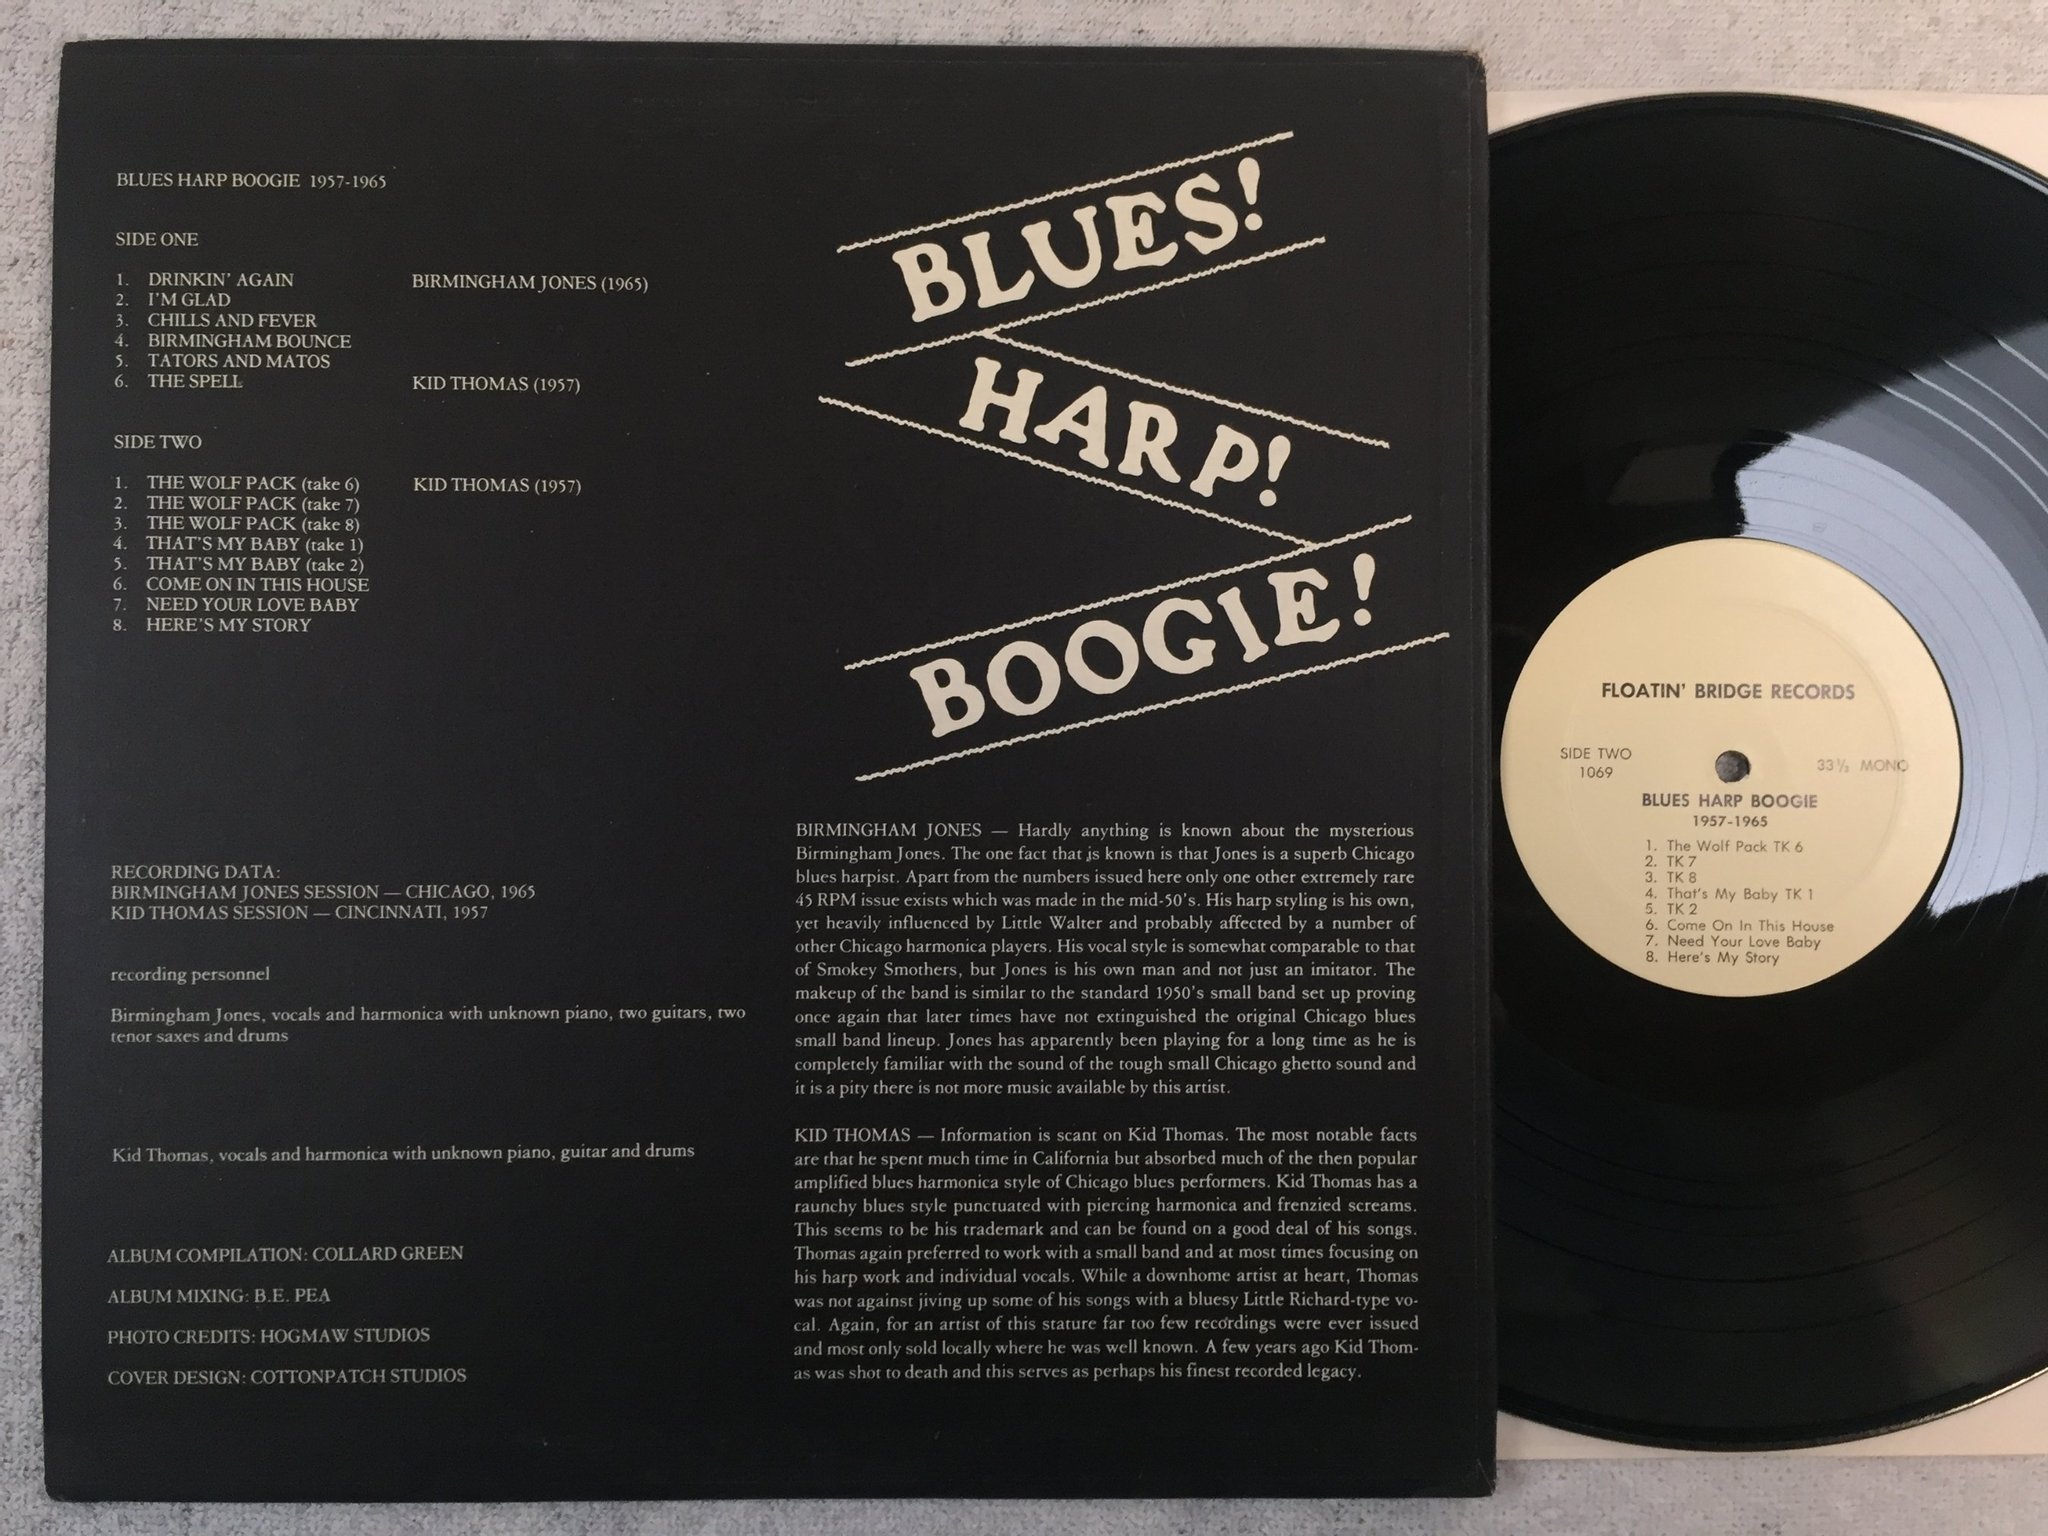 BLUES HARP BOOGIE 1957-1965
SIDE ONE
1. DRINKIN' AGAIN BIRMINGHAM JONES (1965)
2. I'M GLAD
3. CHILLS AND FEVER
4. BIRMINGHAM BOUNCE
5. TATORS AND MATOS
6. THE SPELL KID THOMAS (1957)
SIDE TWO
1. THE WOLF PACK (take 6) KID THOMAS (1957)
2. THE WOLF PACK (take 7)
3. THE WOLF PACK (take 8)
4. THAT'S MY BABY (take 1)
5. THAT'S MY BABY (take 2)
6. COME ON IN THIS HOUSE
7. NEED YOUR LOVE BABY
8. HERE'S MY STORY
RECORDING DATA:
BIRMINGHAM JONES SESSION — CHICAGO, 1965
KID THOMAS SESSION — CINCINNATI, 1957
recording personnel
Birmingham Jones, vocals and harmonica with unknown piano, two guitars, two
tenor saxes and drums
Kid Thomas, vocals and harmonica with unknown piano, guitar and drums
ALBUM COMPILATION: COLLARD GREEN
ALBUM MIXING: B.E. PEA
PHOTO CREDITS: HOGMAW STUDIOS
COVER DESIGN: COTTONPATCH STUDIOS
BLUES!
HARP!
BOOGIE!
BIRMINGHAM JONES — Hardly anything is known about the mysterious
Birmingham Jones. The one fact that is known is that Jones is a superb Chicago
blues harpist. Apart from the numbers issued here only one other extremely rare
45 RPM issue exists which was made in the mid-50's. His harp styling is his own,
yet heavily influenced by Little Walter and probably affected by a number of
other Chicago harmonica players. His vocal style is somewhat comparable to that
of Smokey Smothers, but Jones is his own man and not just an imitator. The
makeup of the band is similar to the standard 1950's small band set up proving
once again that later times have not extinguished the original Chicago blues
small band lineup. Jones has apparently been playing for a long time as he is
completely familiar with the sound of the tough small Chicago ghetto sound and
it is a pity there is not more music available by this artist.
KID THOMAS — Information is scant on Kid Thomas. The most notable facts
are that he spent much time in California but absorbed much of the then popular
amplified blues harmonica style of Chicago blues performers. Kid Thomas has a
raunchy blues style punctuated with piercing harmonica and frenzied screams.
This seems to be his trademark and can be found on a good deal of his songs.
Thomas again preferred to work with a small band and at most times focusing on
his harp work and individual vocals. While a downhome artist at heart, Thomas
was not against jiving up some of his songs with a bluesy Little Richard-type vo-
cal. Again, for an artist of this stature far too few recordings were ever issued
and most only sold locally where he was well known. A few years ago Kid Thom-
as was shot to death and this serves as perhaps his finest recorded legacy.
FLOATIN' BRIDGE RECORDS
SIDE TWO
1069
33⅓ MONO
BLUES HARP BOOGIE
1957-1965
1. The Wolf Pack TK 6
2. TK 7
3. TK 8
4. That's My Baby TK 1
5. TK 2
6. Come On In This House
7. Need Your Love Baby
8. Here's My Story